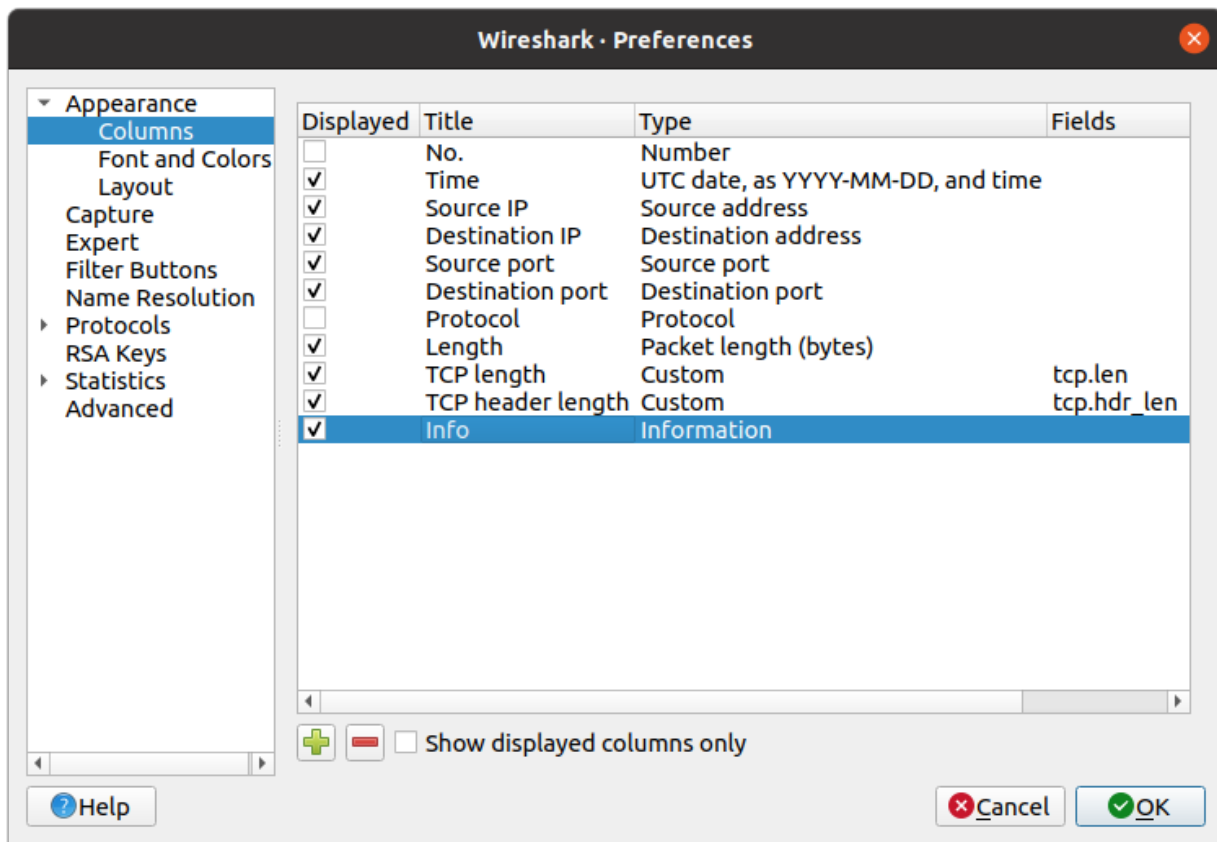 Wireshark · Preferences
Appearance
Columns
Font and Colors
Layout
Capture
Expert
Filter Buttons
Name Resolution
Protocols
RSA Keys
Statistics
Advanced
Displayed Title Type Fields
No. Number
Time UTC date, as YYYY-MM-DD, and time
Source IP Source address
Destination IP Destination address
Source port Source port
Destination port Destination port
Protocol Protocol
Length Packet length (bytes)
TCP length Custom tcp.len
TCP header length Custom tcp.hdr_len
Info Information
Show displayed columns only
Help Cancel OK